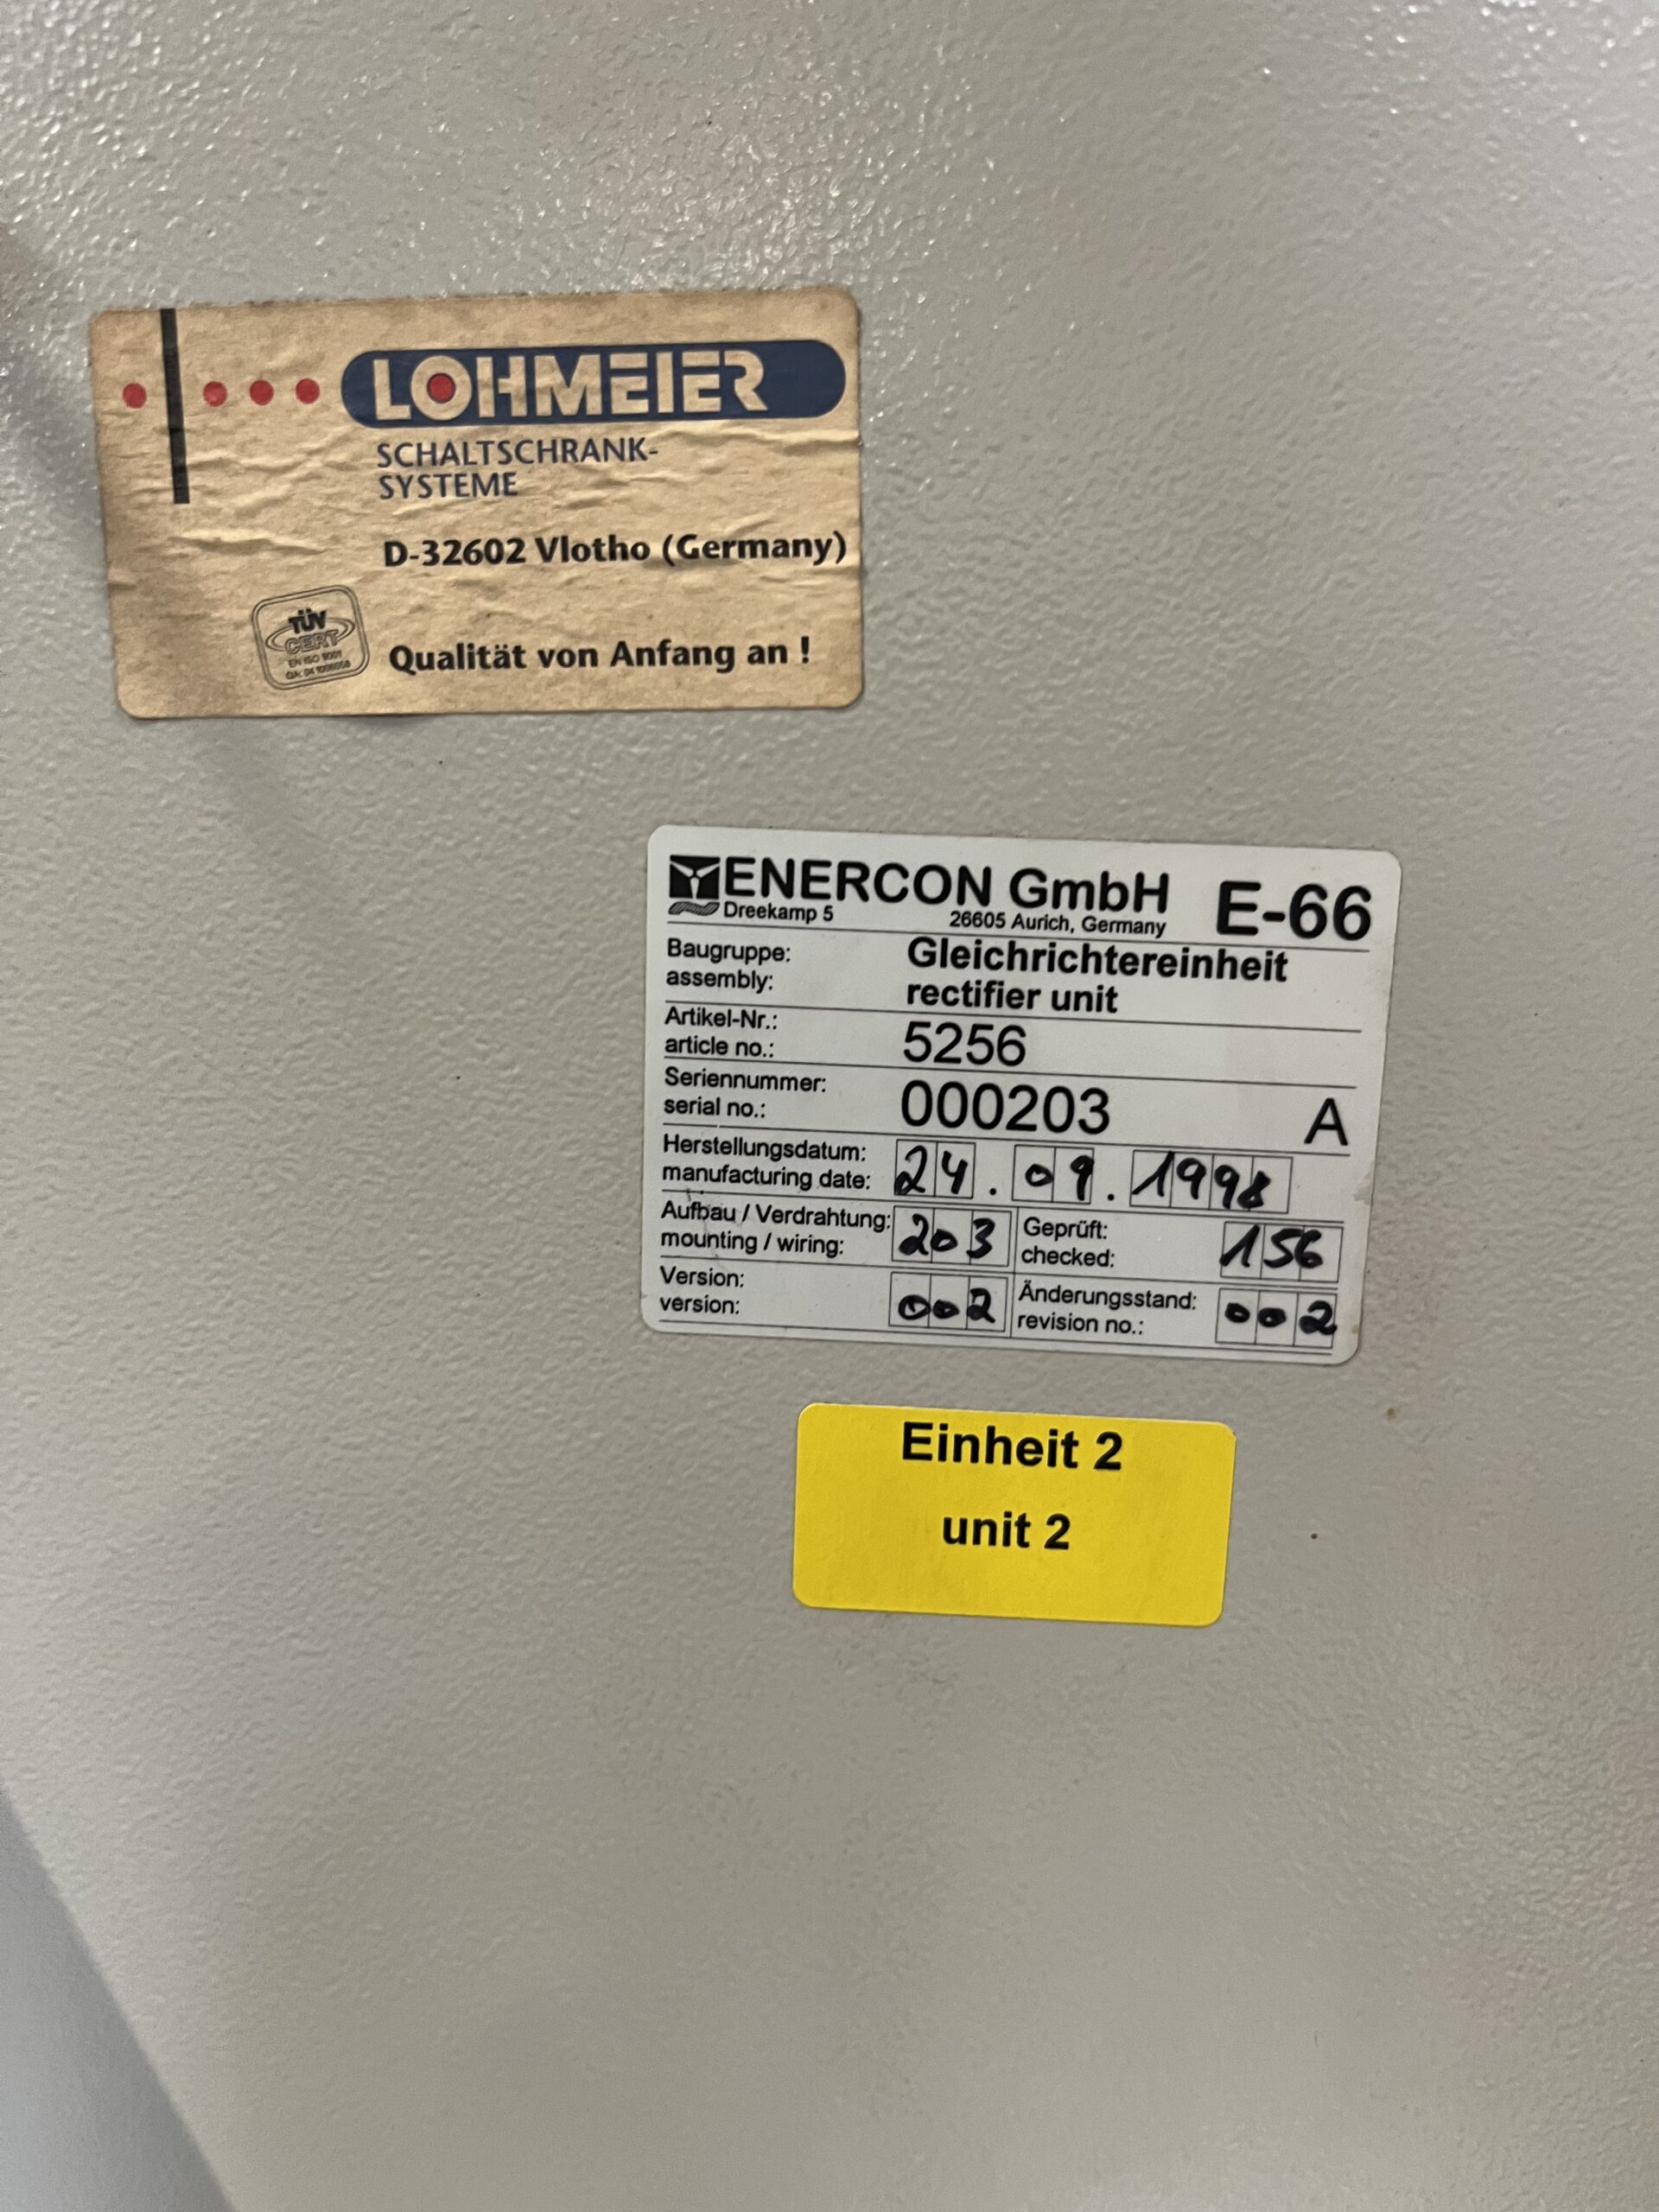 LOHMEIER
SCHALTSCHRANK-
SYSTEME
D-32602 Vlotho (Germany)
TÜV
CERT
EN ISO 9001
Qualität von Anfang an !
ENERCON GmbH E-66
Dreekamp 5 26605 Aurich, Germany
Baugruppe: Gleichrichtereinheit
assembly: rectifier unit
Artikel-Nr.:
article no.: 5256
Seriennummer:
serial no.: 000203 A
Herstellungsdatum:
manufacturing date: 24.09.1998
Aufbau / Verdrahtung: Geprüft:
mounting / wiring: 203 checked: 156
Version: Änderungsstand:
version: 002 revision no.: 002
Einheit 2
unit 2